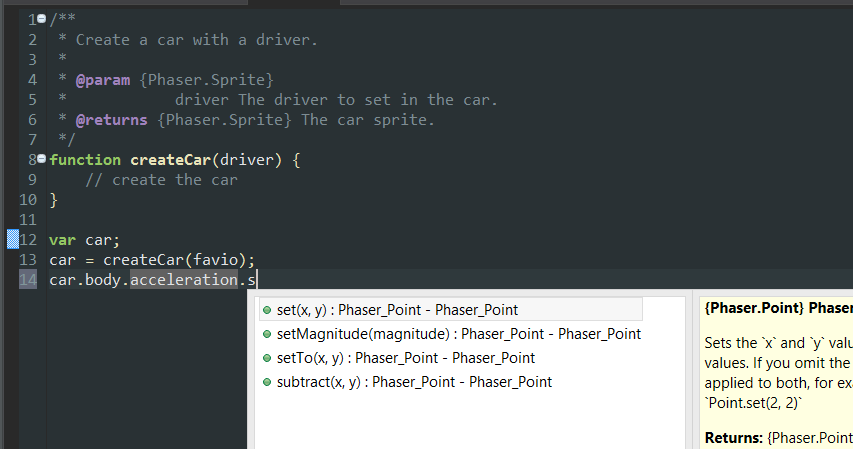 1 /**
2  * Create a car with a driver.
3  *
4  * @param {Phaser.Sprite}
5  *            driver The driver to set in the car.
6  * @returns {Phaser.Sprite} The car sprite.
7  */
8 function createCar(driver) {
9     // create the car
10 }
11
12 var car;
13 car = createCar(favio);
14 car.body.acceleration.s
set(x, y) : Phaser_Point - Phaser_Point
setMagnitude(magnitude) : Phaser_Point - Phaser_Point
setTo(x, y) : Phaser_Point - Phaser_Point
subtract(x, y) : Phaser_Point - Phaser_Point
{Phaser.Point} Phaser
Sets the `x` and `y` valu
values. If you omit the
applied to both, for exa
`Point.set(2, 2)`
Returns: {Phaser.Point